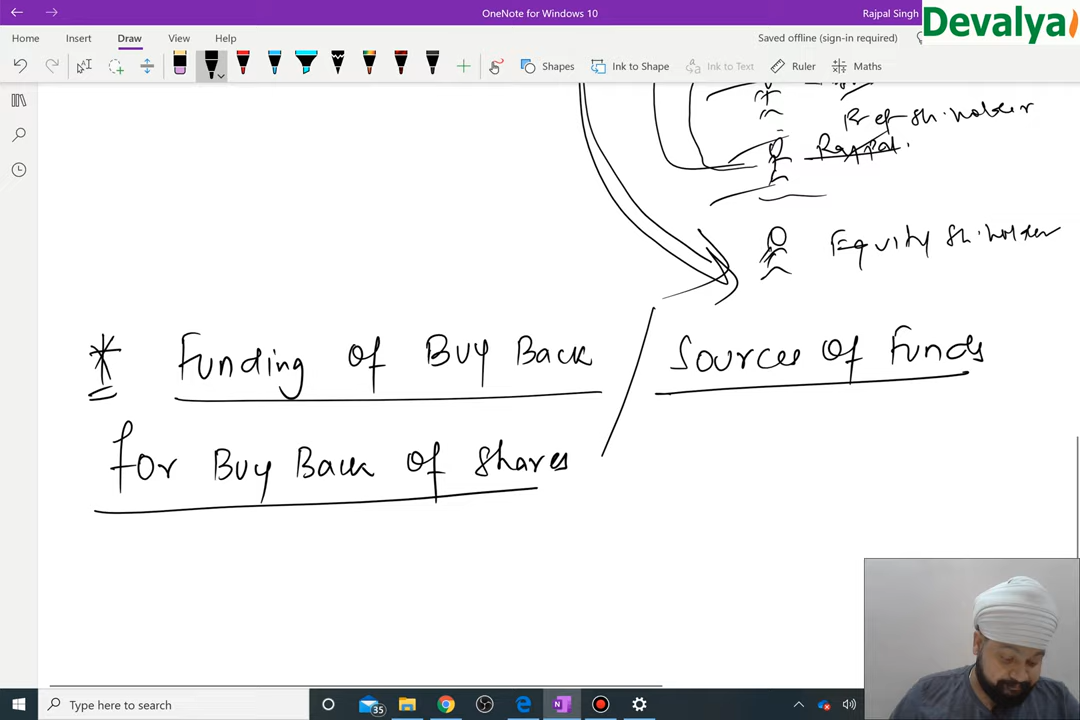 OneNote for Windows 10
Rajpal Singh
Devalya
Home Insert Draw View Help
Saved offline (sign-in required)
Shapes Ink to Shape Ink to Text Ruler Maths
Pref Sh. holder
Rajpal.
Equity Sh. holder
* Funding of Buy Back / Sources of Funds
for Buy Back of Shares
Type here to search
35